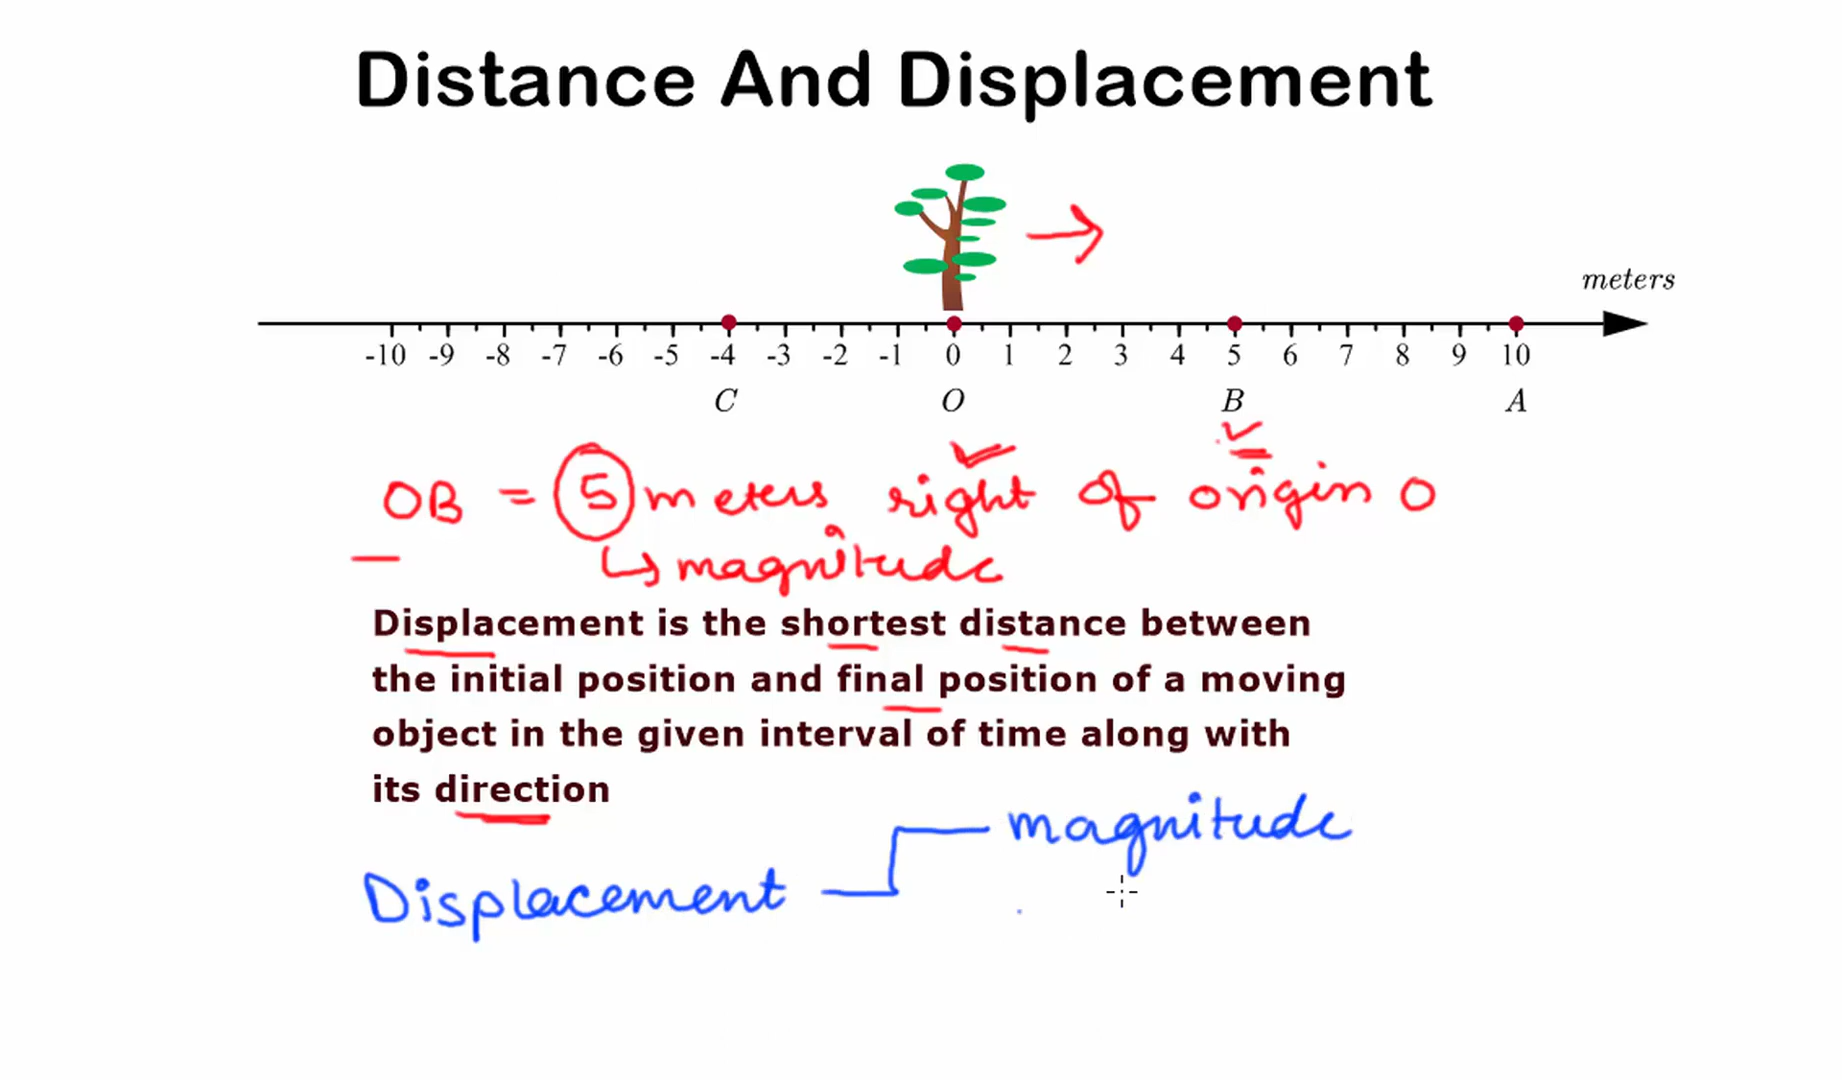 Distance And Displacement
meters
-10 -9 -8 -7 -6 -5 -4 -3 -2 -1 0 1 2 3 4 5 6 7 8 9 10
C O B A
OB = 5 meters right of origin O
magnitude
Displacement is the shortest distance between
the initial position and final position of a moving
object in the given interval of time along with
its direction
magnitude
Displacement